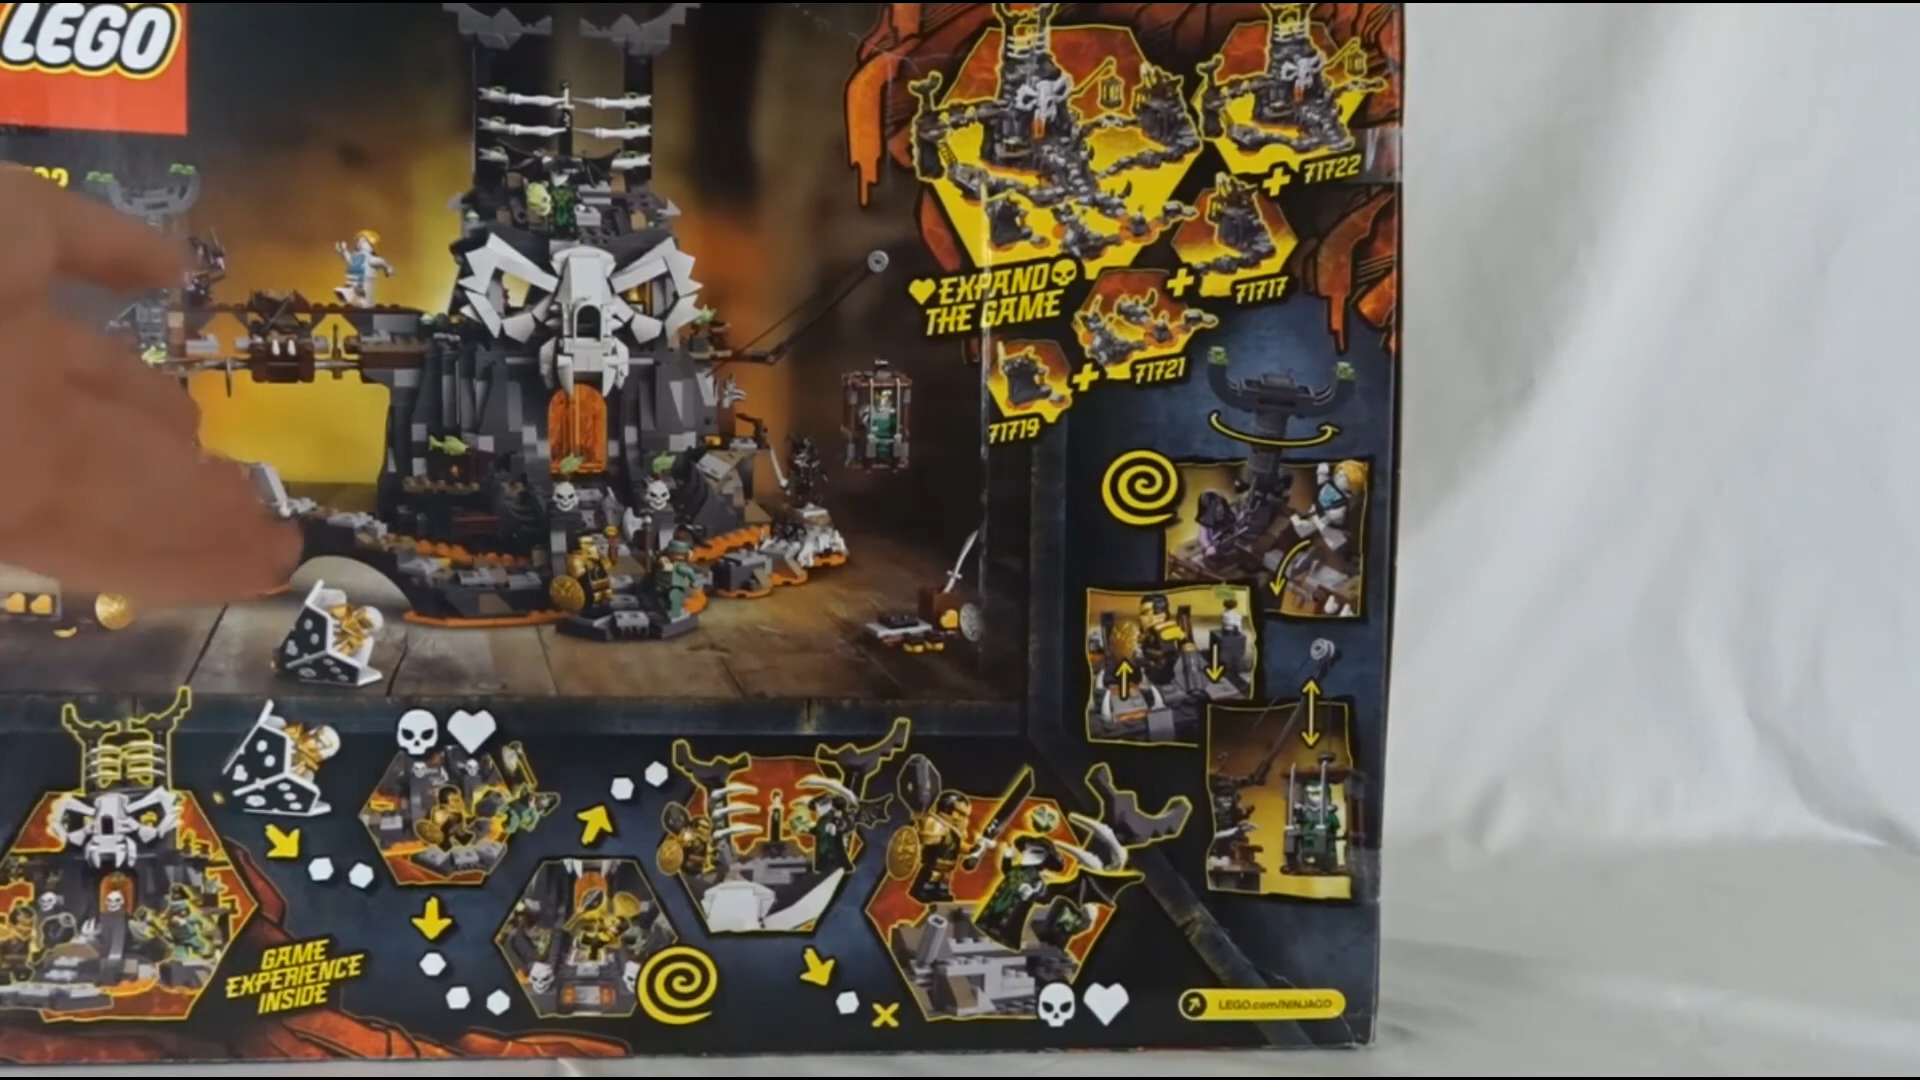 LEGO
71722
EXPAND
THE GAME
71717
71721
71719
GAME
EXPERIENCE
INSIDE
LEGO.com/NINJAGO